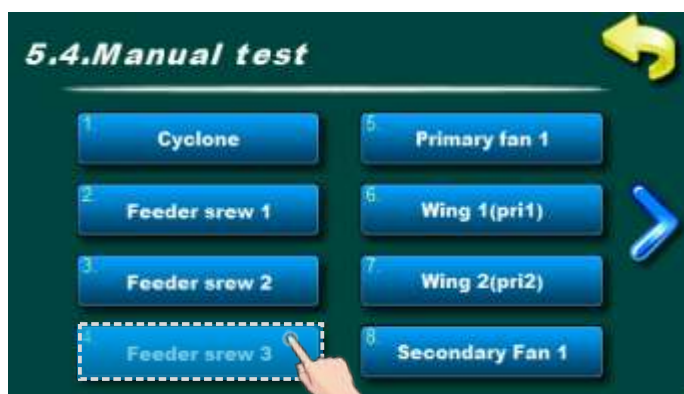 5.4.Manual test
1.
Cyclone
2.
Feeder srew 1
3.
Feeder srew 2
4
Feeder srew 3
5.
Primary fan 1
6.
Wing 1(pri1)
7.
Wing 2(pri2)
8.
Secondary Fan 1